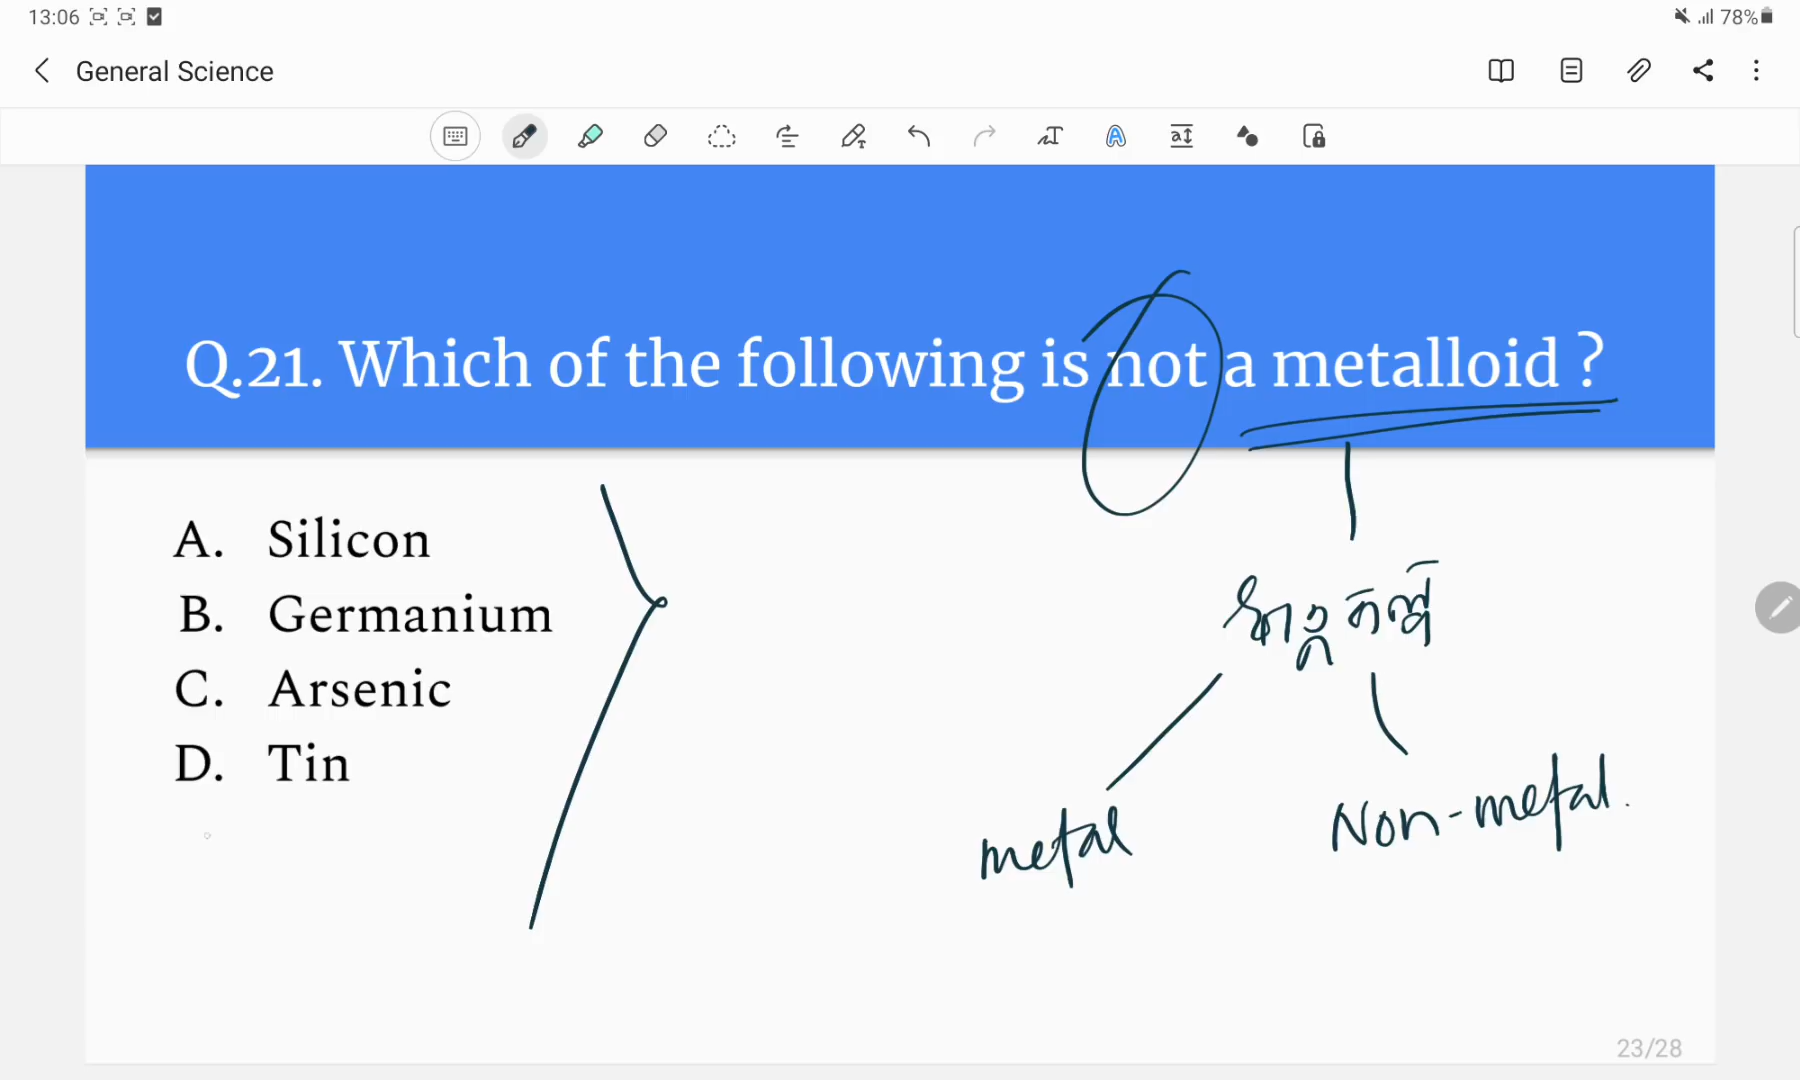 13:06
78%
General Science
Q.21. Which of the following is not a metalloid ?
A. Silicon
B. Germanium
C. Arsenic
D. Tin
metal
Non-metal.
23/28